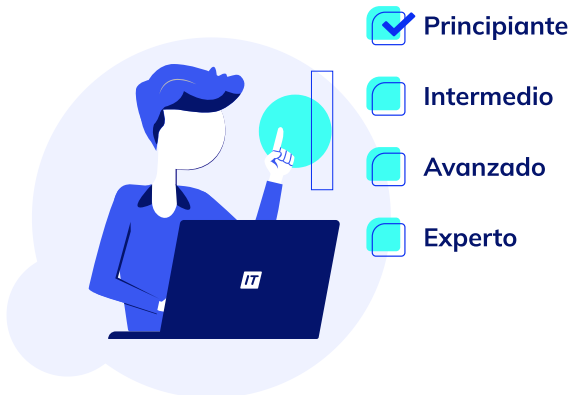 Principiante
Intermedio
Avanzado
Experto
IT